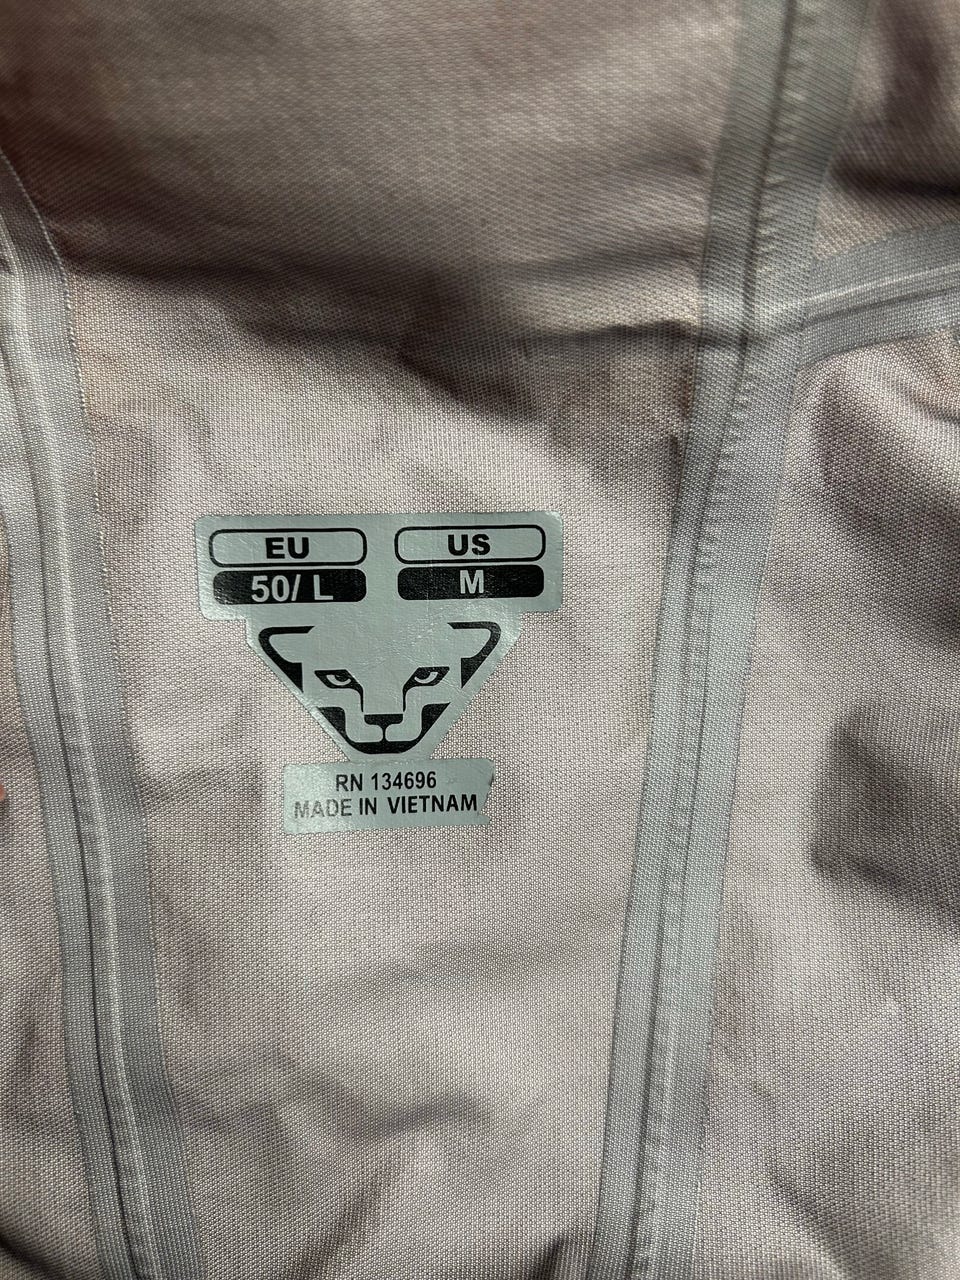 EU US
50/ L M
RN 134696
MADE IN VIETNAM